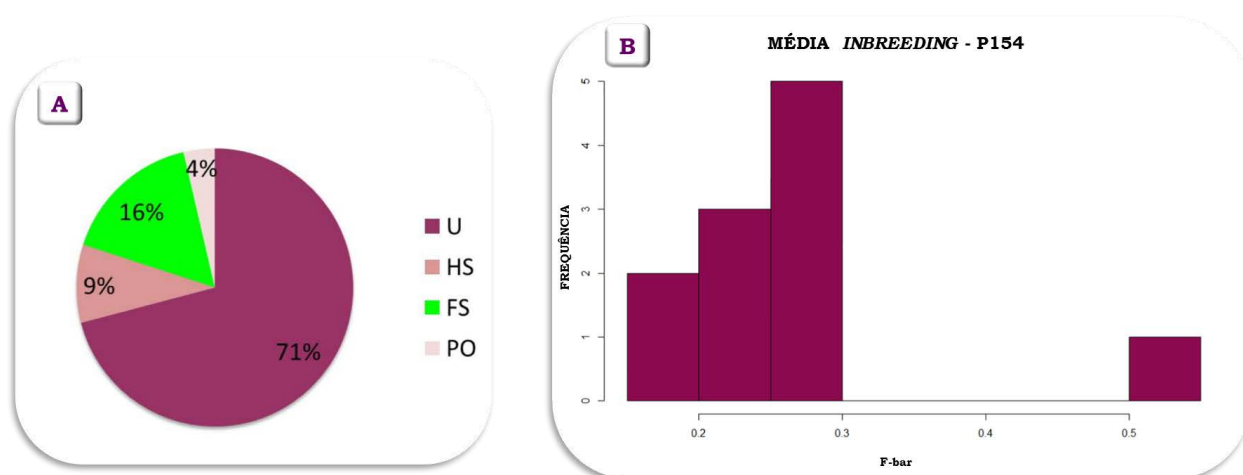 A
4%
16%
9%
71%
U
HS
FS
PO
B
MÉDIA INBREEDING - P154
FREQUÊNCIA
5
4
3
2
1
0
0.2 0.3 0.4 0.5
F-bar